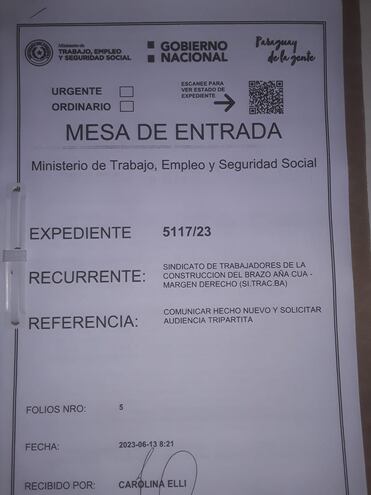 Ministerio de
TRABAJO, EMPLEO
Y SEGURIDAD SOCIAL
GOBIERNO
NACIONAL
Paraguay
de la gente
URGENTE
ORDINARIO
ESCANEE PARA
VER ESTADO DE
EXPEDIENTE
MESA DE ENTRADA
Ministerio de Trabajo, Empleo y Seguridad Social
EXPEDIENTE 5117/23
RECURRENTE: SINDICATO DE TRABAJADORES DE LA
CONSTRUCCION DEL BRAZO AÑA CUA -
MARGEN DERECHO (SI.TRAC.BA)
REFERENCIA: COMUNICAR HECHO NUEVO Y SOLICITAR
AUDIENCIA TRIPARTITA
FOLIOS NRO: 5
FECHA: 2023-06-13 8:21
RECIBIDO POR: CAROLINA ELLI